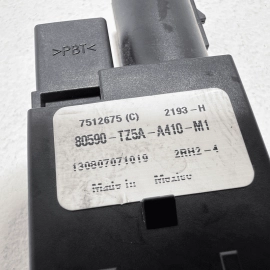 >PBT<
7512675 (C) 2193-H
80590-TZ5A-A410-M1
130807071019 2RH2-4
Made in Mexico